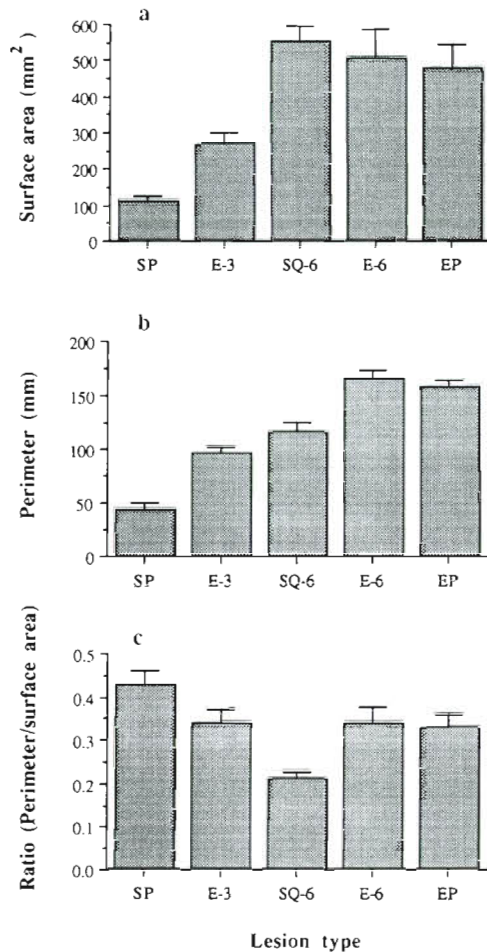 a
Surface area (mm²)
600
500
400
300
200
100
0
SP E-3 SQ-6 E-6 EP
b
Perimeter (mm)
200
150
100
50
0
SP E-3 SQ-6 E-6 EP
c
Ratio (Perimeter/surface area)
0.5
0.4
0.3
0.2
0.1
0.0
SP E-3 SQ-6 E-6 EP
Lesion type